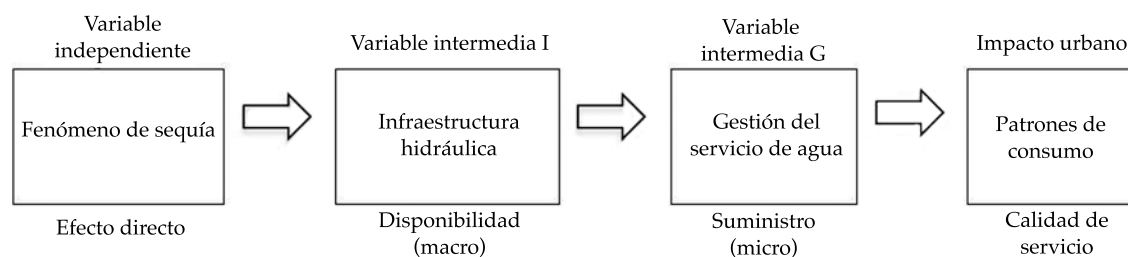 Variable
independiente
Fenómeno de sequía
Efecto directo
Variable intermedia I
Infraestructura
hidráulica
Disponibilidad
(macro)
Variable
intermedia G
Gestión del
servicio de agua
Suministro
(micro)
Impacto urbano
Patrones de
consumo
Calidad de
servicio